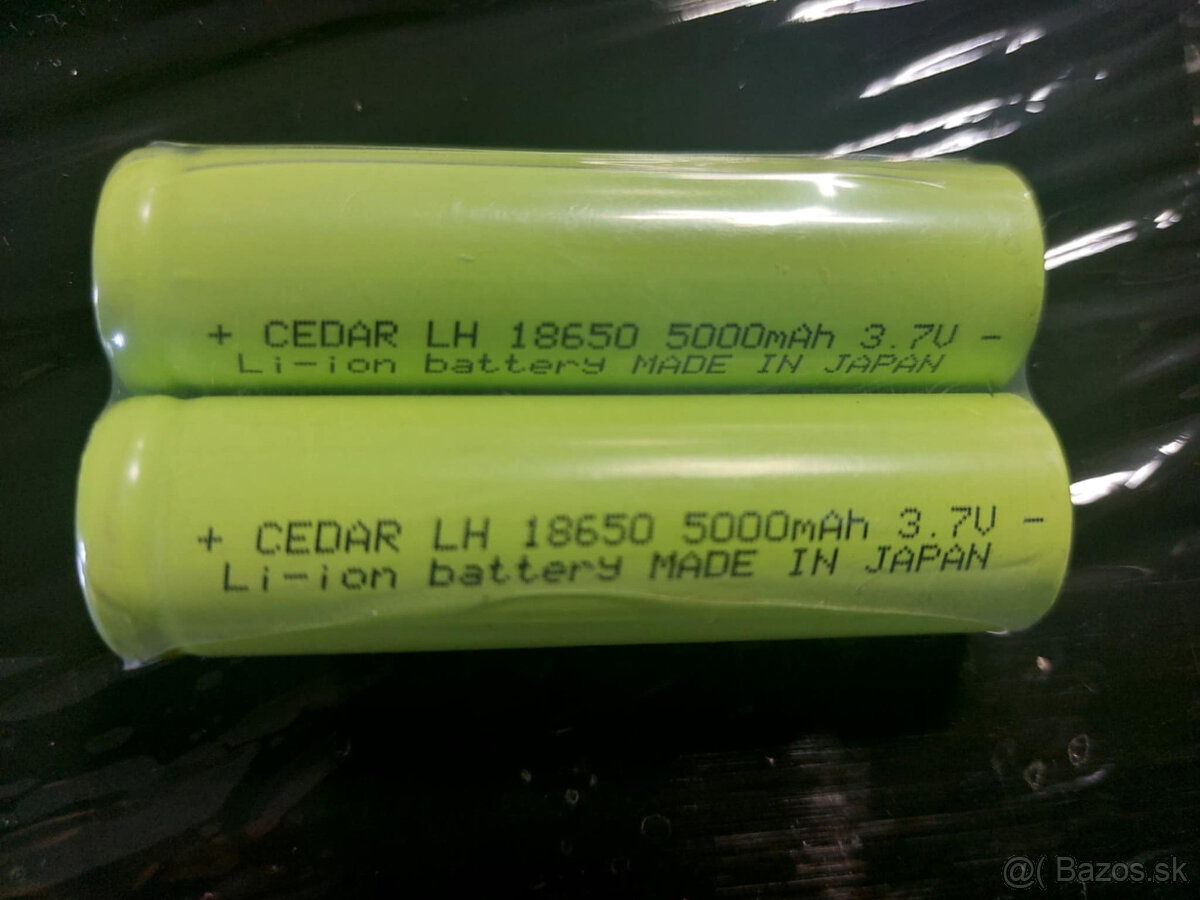 + CEDAR LH 18650 5000mAh 3.7V -
Li-ion battery MADE IN JAPAN
+ CEDAR LH 18650 5000mAh 3.7V -
Li-ion battery MADE IN JAPAN
@( Bazos.sk